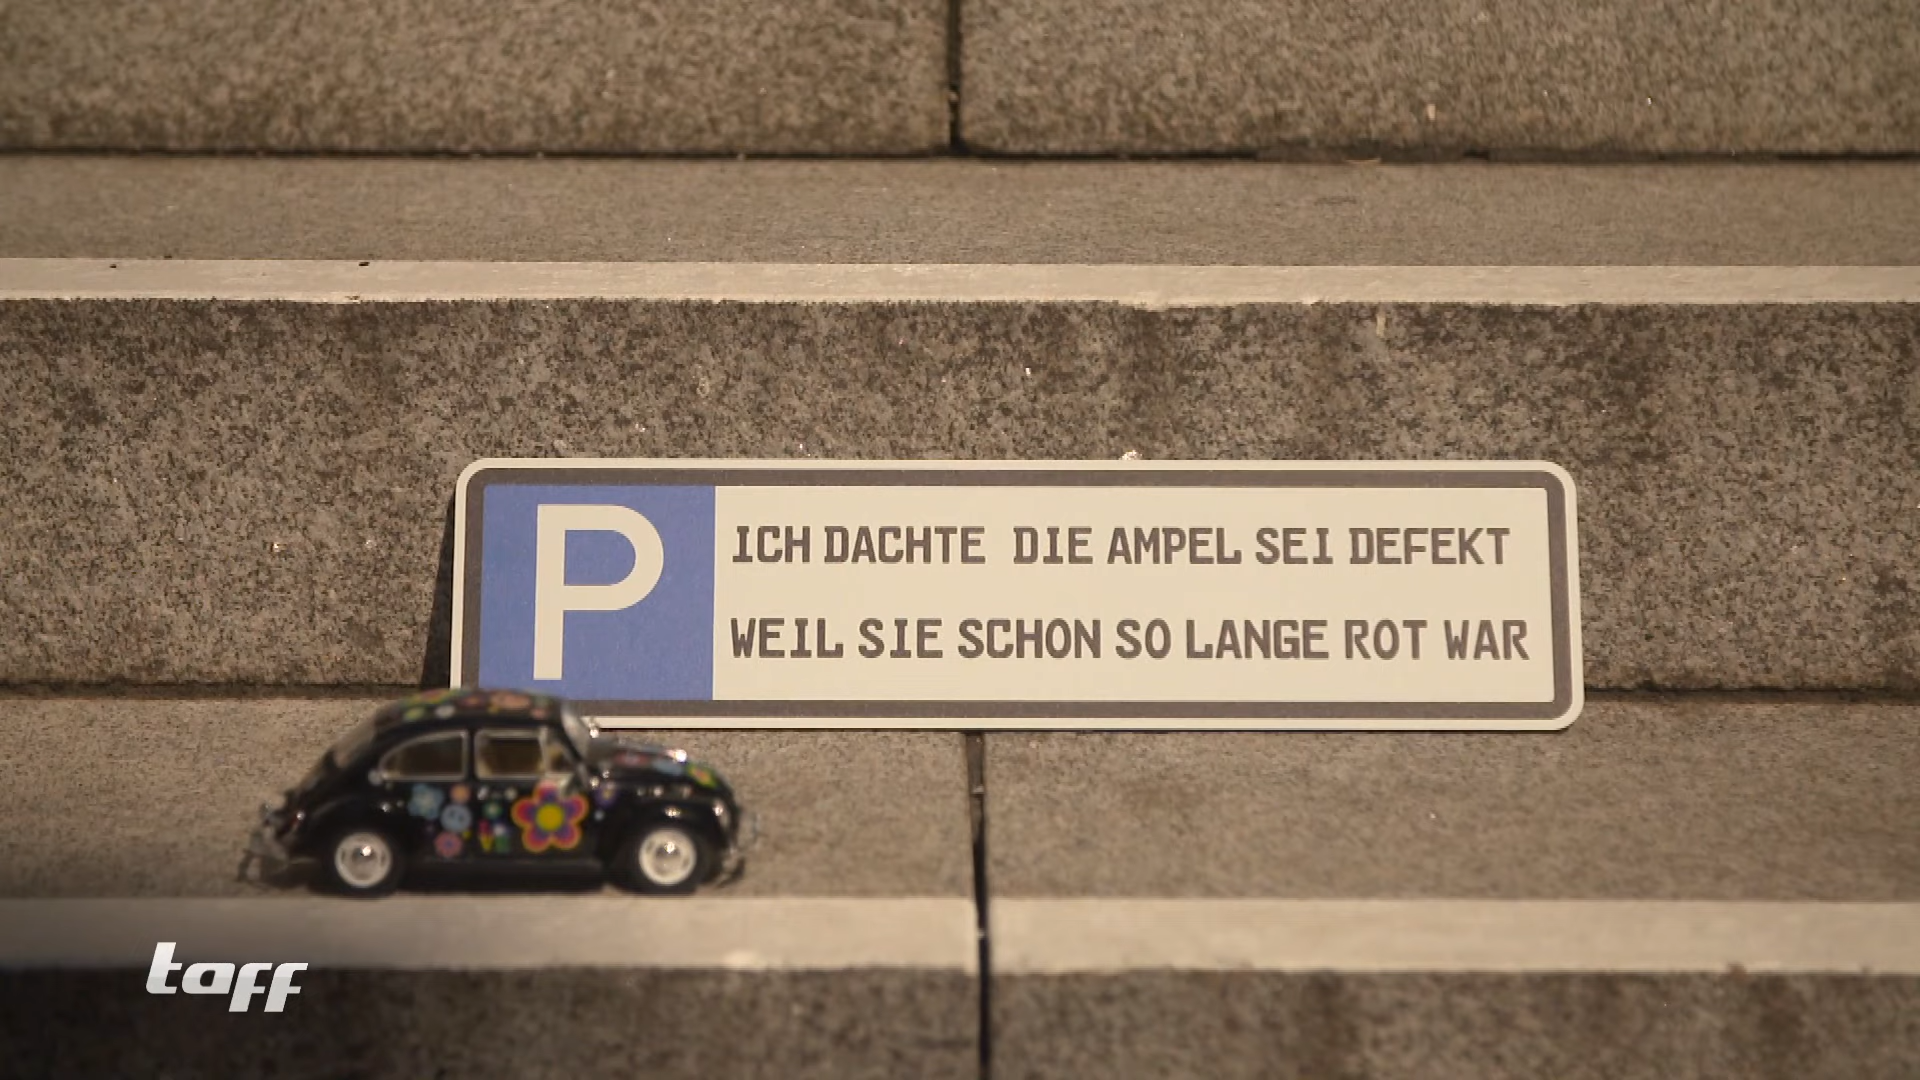 P
ICH DACHTE DIE AMPEL SEI DEFEKT
WEIL SIE SCHON SO LANGE ROT WAR
taff